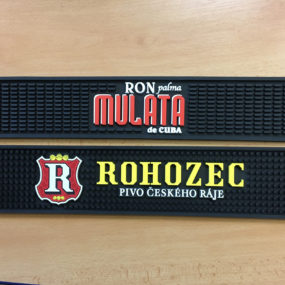 RON palma
MULATA
de CUBA
R ROHOZEC
PIVO ČESKÉHO RÁJE